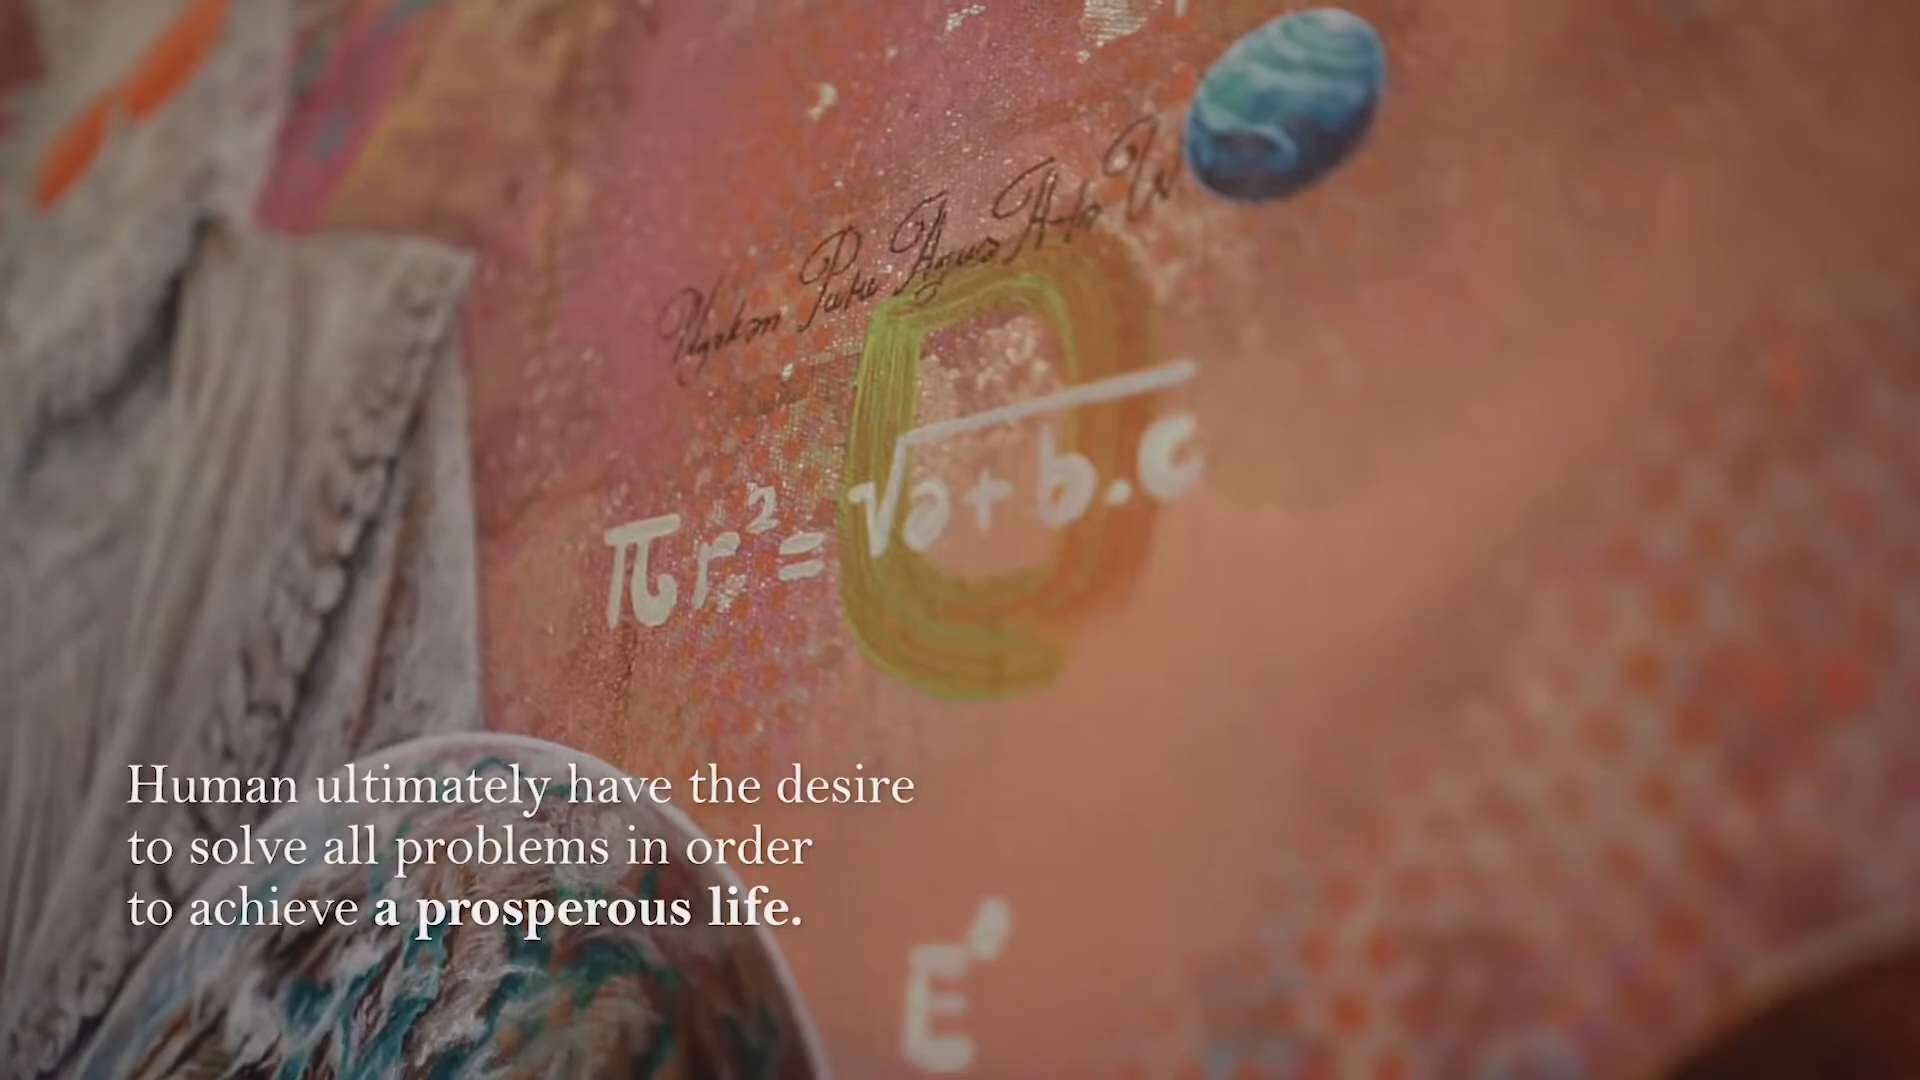 πr² = √a+b.c
Human ultimately have the desire
to solve all problems in order
to achieve a prosperous life.
E